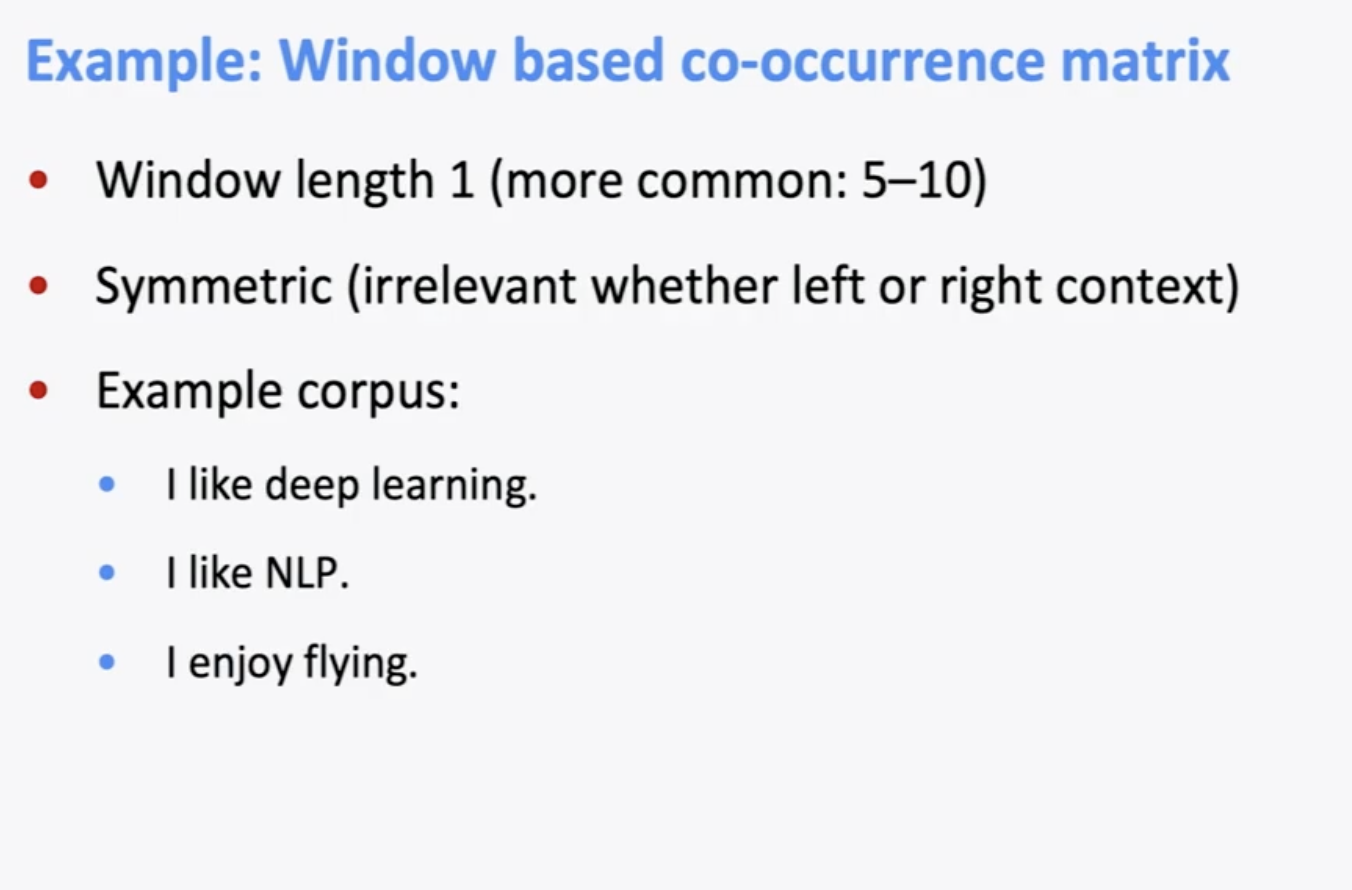 Example: Window based co-occurrence matrix
• Window length 1 (more common: 5–10)
• Symmetric (irrelevant whether left or right context)
• Example corpus:
• I like deep learning.
• I like NLP.
• I enjoy flying.